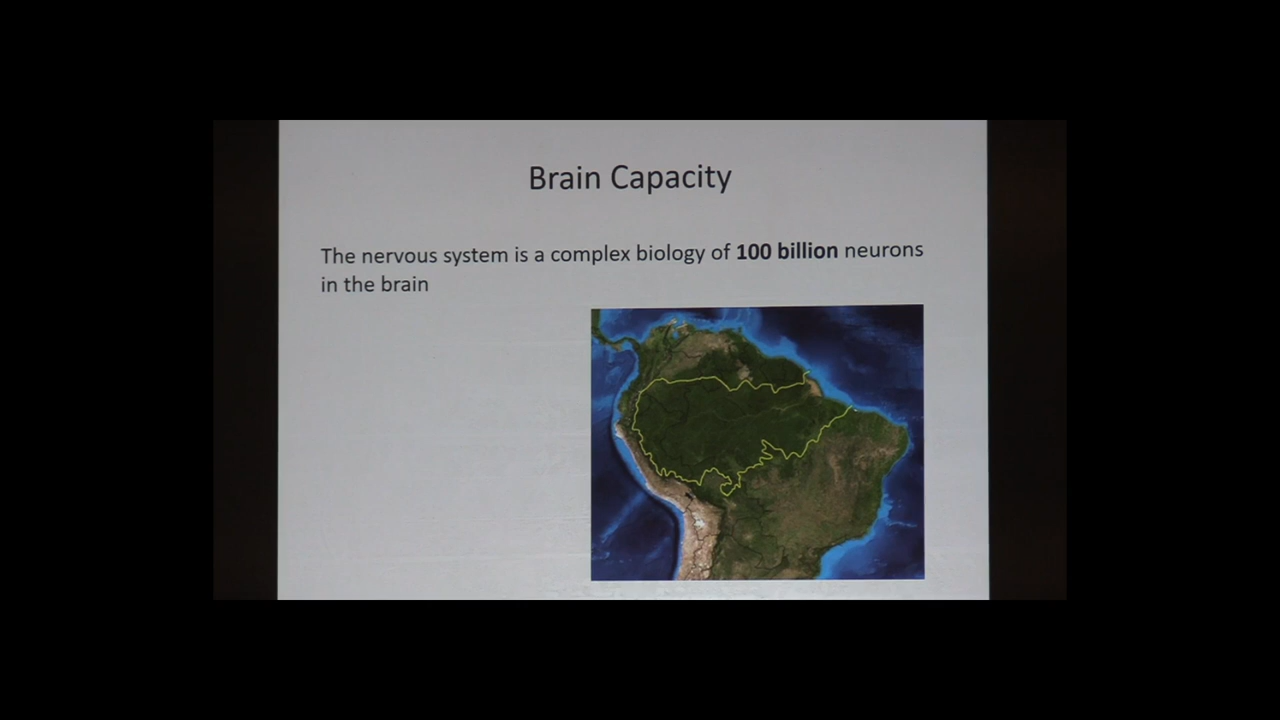 Brain Capacity
The nervous system is a complex biology of 100 billion neurons
in the brain